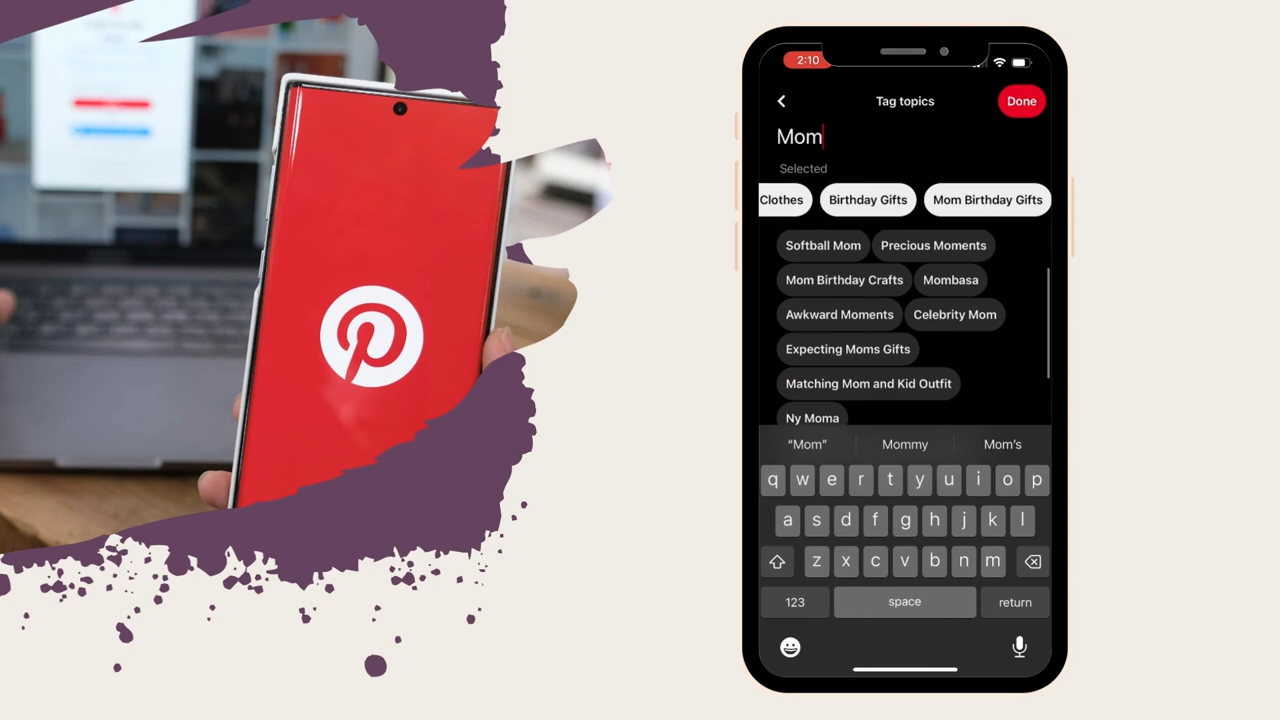 2:10
Tag topics
Done
Mom
Selected
Clothes Birthday Gifts Mom Birthday Gifts
Softball Mom Precious Moments
Mom Birthday Crafts Mombasa
Awkward Moments Celebrity Mom
Expecting Moms Gifts
Matching Mom and Kid Outfit
Ny Moma
“Mom” Mommy Mom’s
q w e r t y u i o p
a s d f g h j k l
z x c v b n m
123 space return